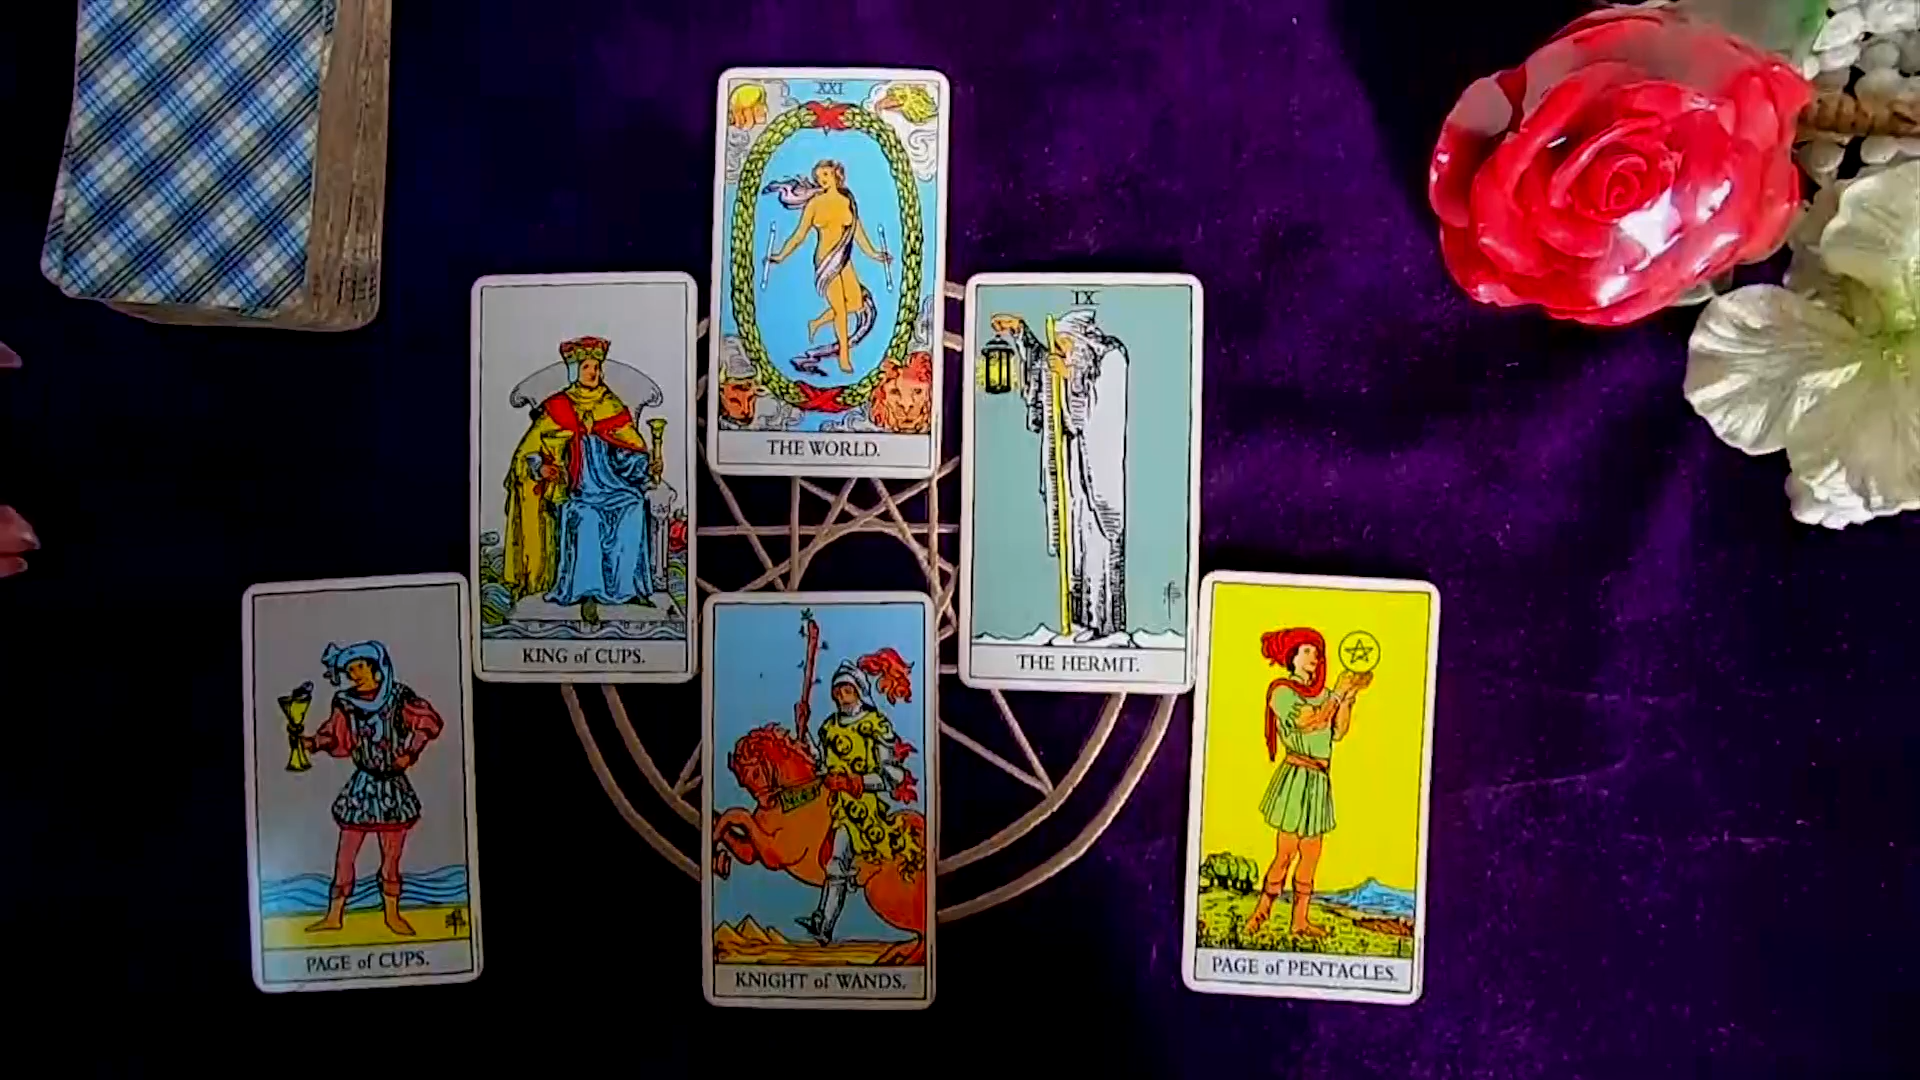 XXI
THE WORLD.
KING of CUPS.
IX
THE HERMIT.
PAGE of CUPS.
KNIGHT of WANDS.
PAGE of PENTACLES.